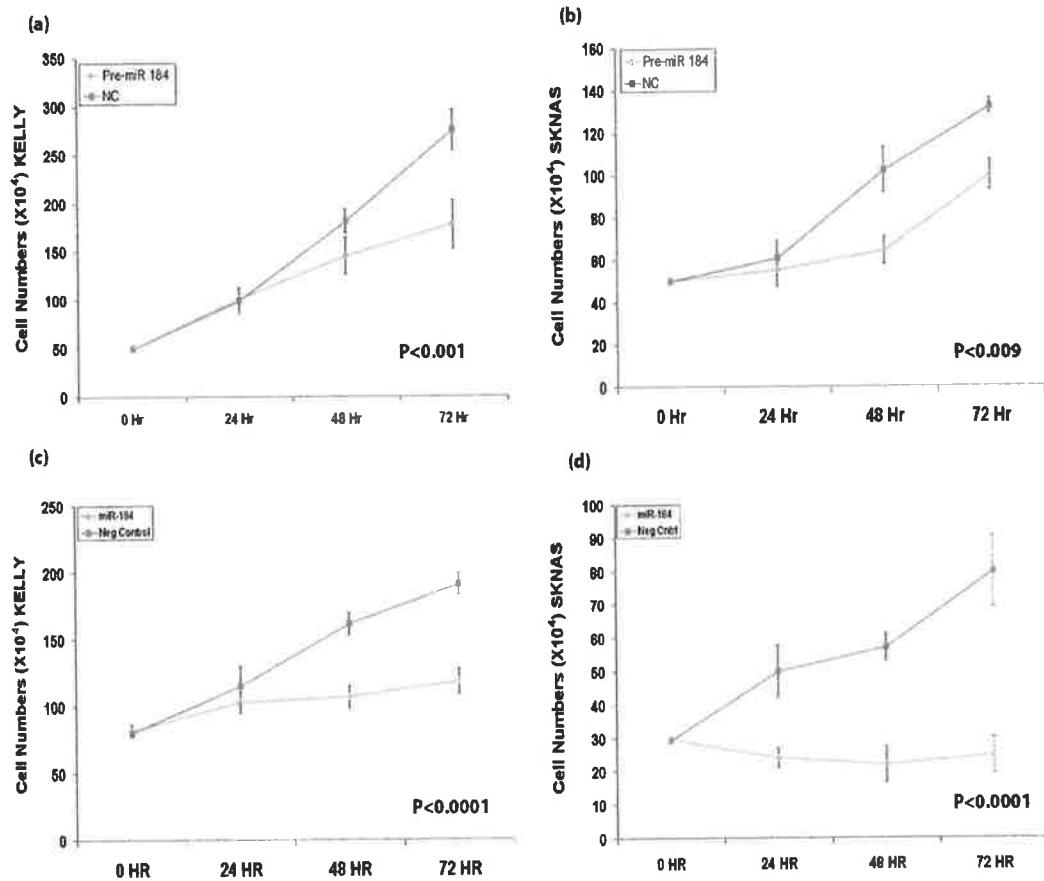 (a)
Cell Numbers (X10⁴) KELLY
350
300
250
200
150
100
50
0
Pre-miR 184
NC
P<0.001
0 Hr
24 Hr
48 Hr
72 Hr
(b)
Cell Numbers (X10⁴) SKNAS
160
140
120
100
80
60
40
20
0
Pre-miR 184
NC
P<0.009
0 Hr
24 Hr
48 Hr
72 Hr
(c)
Cell Numbers (X10⁴) KELLY
250
200
150
100
50
0
miR-184
Neg Control
P<0.0001
0 HR
24 HR
48 HR
72 HR
(d)
Cell Numbers (X10⁴) SKNAS
100
90
80
70
60
50
40
30
20
10
0
miR-184
Neg Cntrl
P<0.0001
0 HR
24 HR
48 HR
72 HR